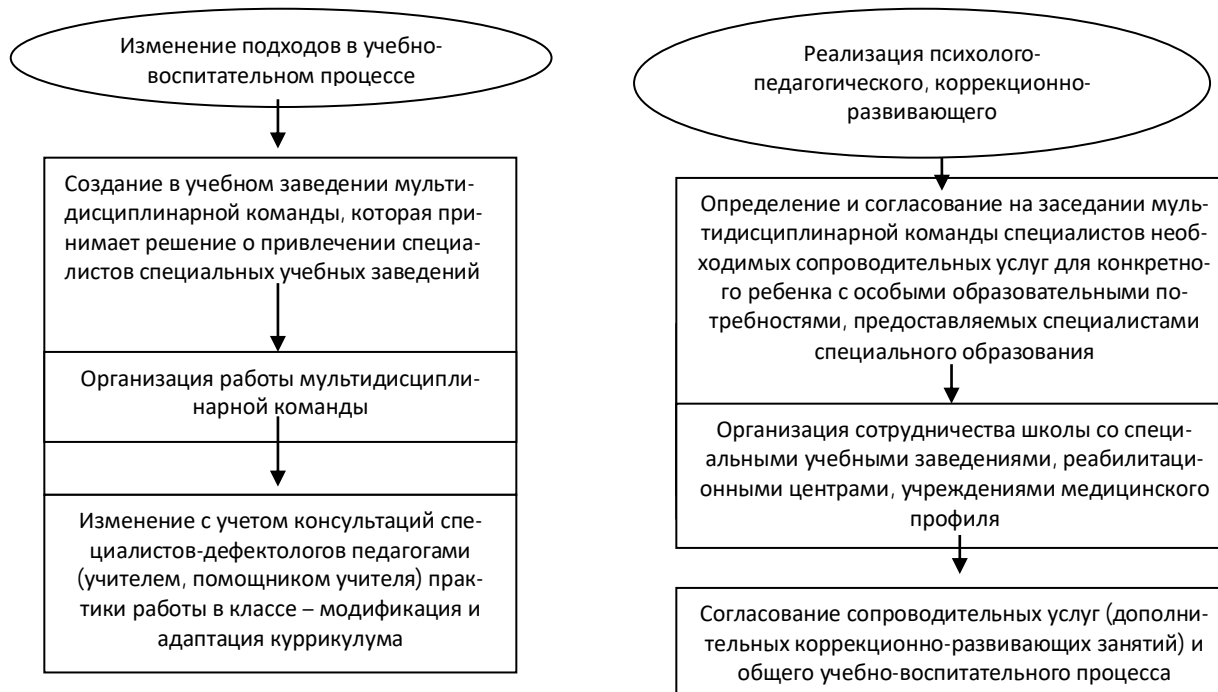 Изменение подходов в учебно-
воспитательном процессе
Создание в учебном заведении мульти-
дисциплинарной команды, которая при-
нимает решение о привлечении специа-
листов специальных учебных заведений
Организация работы мультидисципли-
нарной команды
Изменение с учетом консультаций спе-
циалистов-дефектологов педагогами
(учителем, помощником учителя) прак-
тики работы в классе – модификация и
адаптация куррикулума
Реализация психолого-
педагогического, коррекционно-
развивающего
Определение и согласование на заседании муль-
тидисциплинарной команды специалистов необ-
ходимых сопроводительных услуг для конкретно-
го ребенка с особыми образовательными по-
требностями, предоставляемых специалистами
специального образования
Организация сотрудничества школы со специ-
альными учебными заведениями, реабилитаци-
онными центрами, учреждениями медицинского
профиля
Согласование сопроводительных услуг (дополни-
тельных коррекционно-развивающих занятий) и
общего учебно-воспитательного процесса